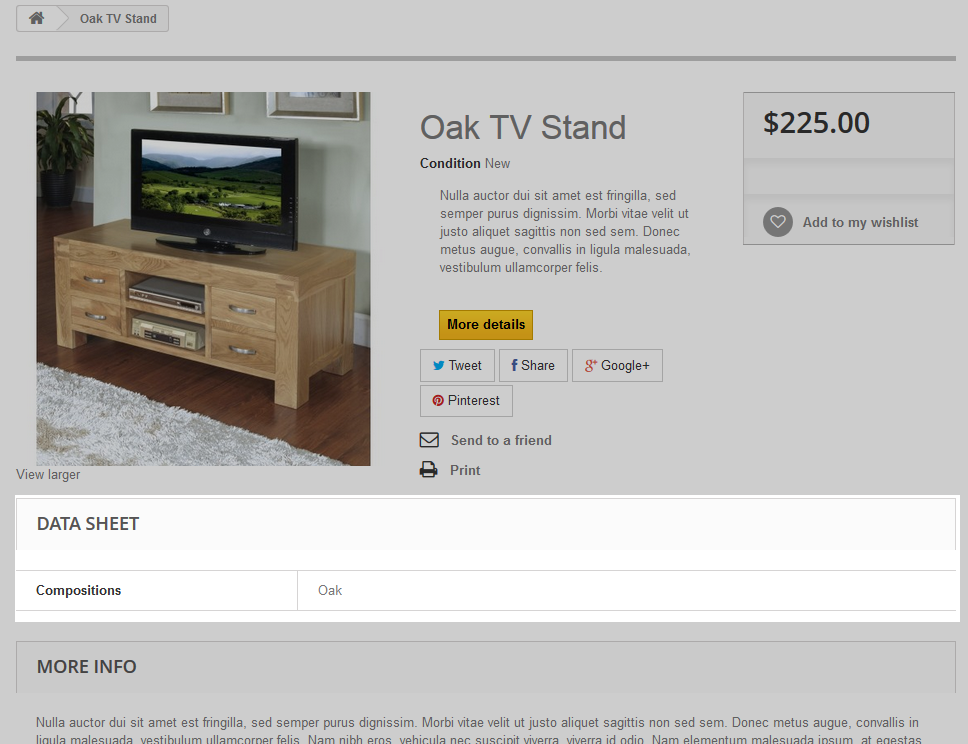 Oak TV Stand
Oak TV Stand
Condition New
Nulla auctor dui sit amet est fringilla, sed
semper purus dignissim. Morbi vitae velit ut
justo aliquet sagittis non sed sem. Donec
metus augue, convallis in ligula malesuada,
vestibulum ullamcorper felis.
More details
Tweet
Share
Google+
Pinterest
Send to a friend
Print
$225.00
Add to my wishlist
View larger
DATA SHEET
Compositions Oak
MORE INFO
Nulla auctor dui sit amet est fringilla, sed semper purus dignissim. Morbi vitae velit ut justo aliquet sagittis non sed sem. Donec metus augue, convallis in
ligula malesuada, vestibulum ullamcorper felis. Nam nibh eros, vehicula nec suscipit viverra, viverra id odio. Nam elementum malesuada ipsum, at egestas